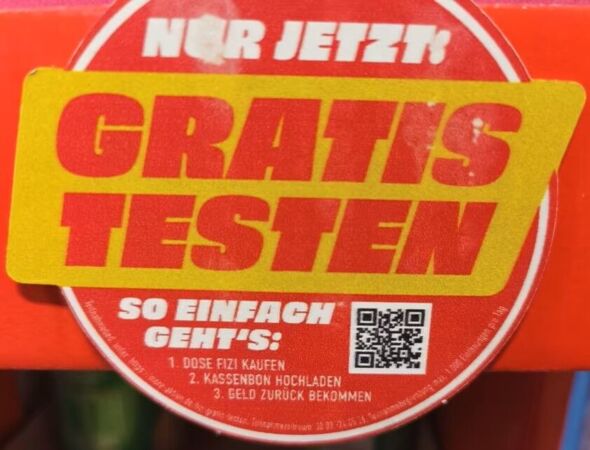 NUR JETZT!
GRATIS
TESTEN
SO EINFACH
GEHT'S:
1. DOSE FIZI KAUFEN
2. KASSENBON HOCHLADEN
3. GELD ZURÜCK BEKOMMEN